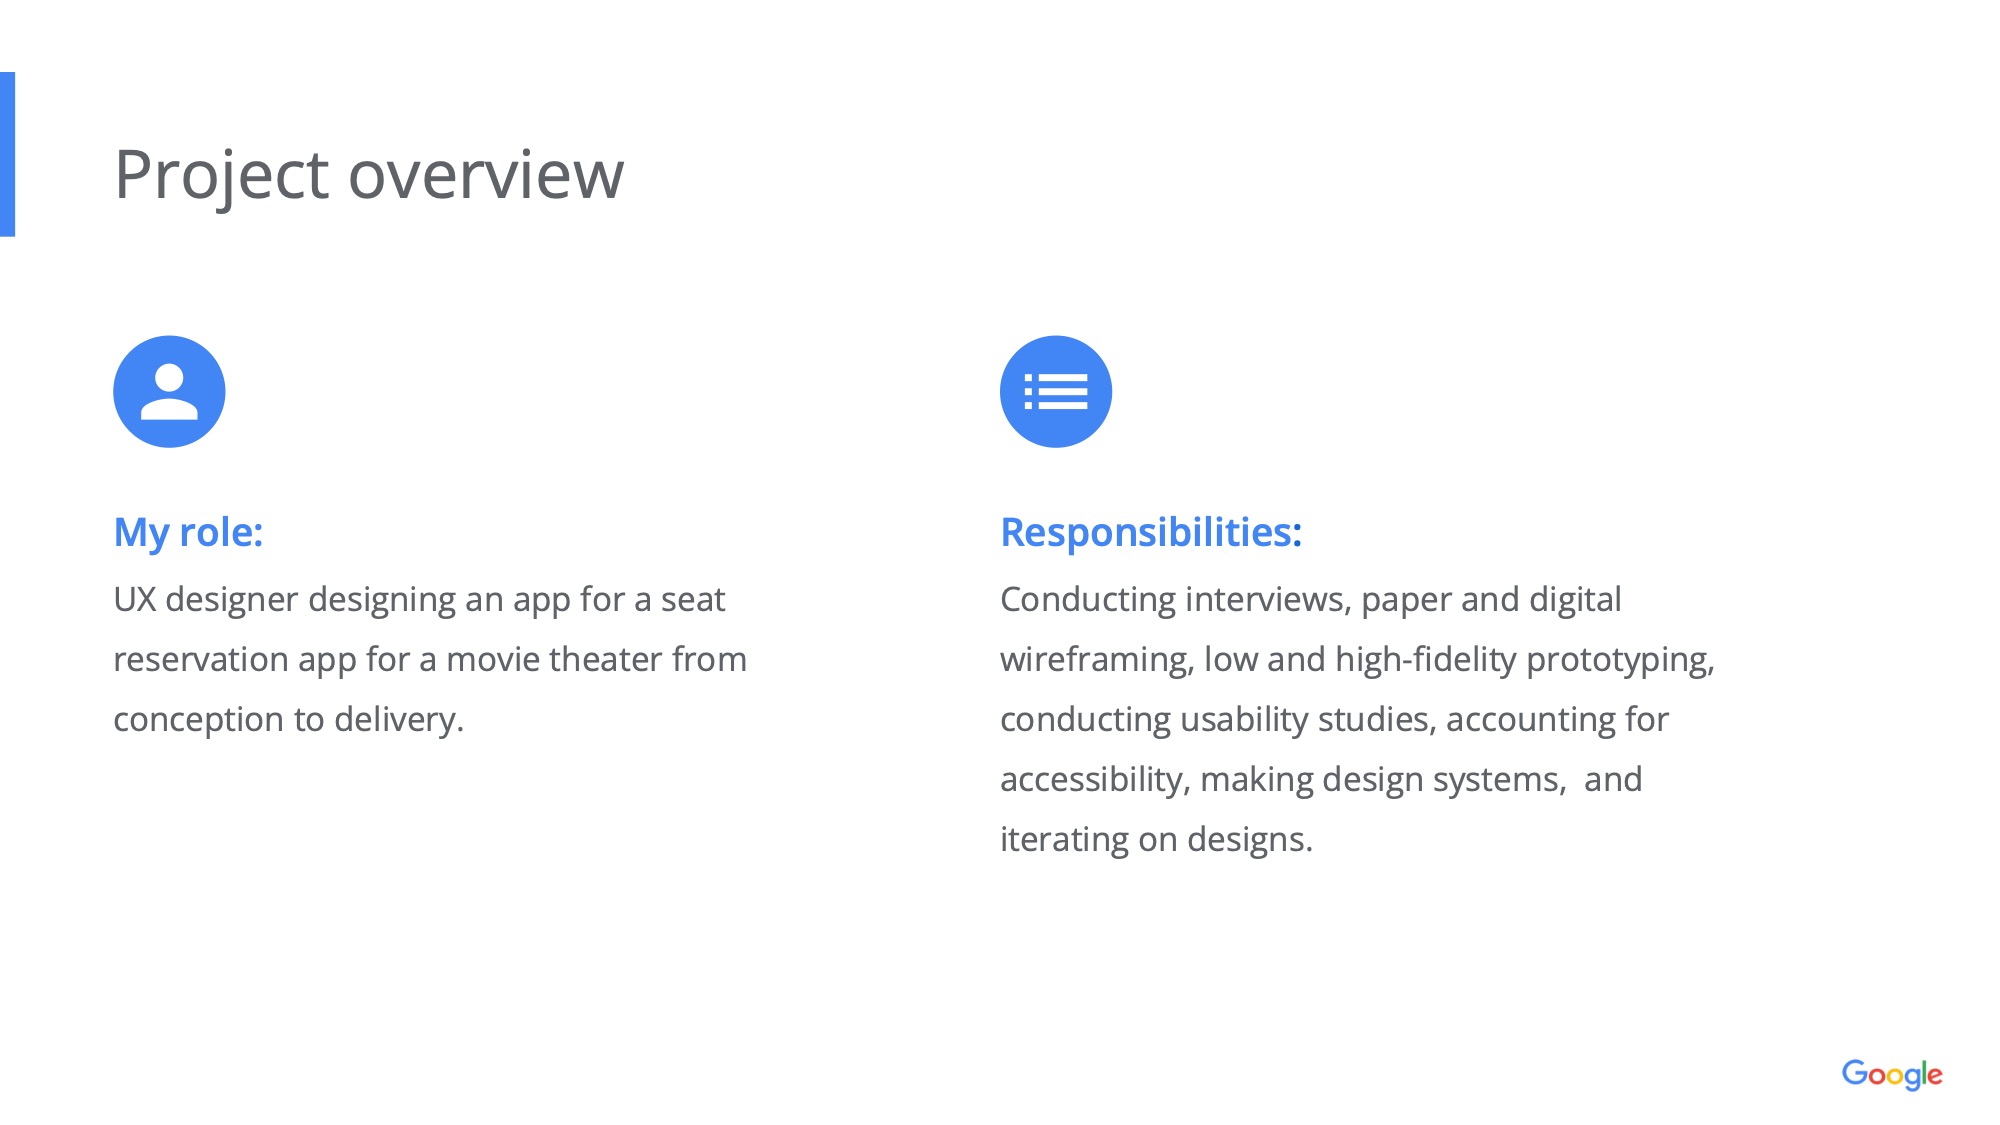 Project overview
My role:
UX designer designing an app for a seat
reservation app for a movie theater from
conception to delivery.
Responsibilities:
Conducting interviews, paper and digital
wireframing, low and high-fidelity prototyping,
conducting usability studies, accounting for
accessibility, making design systems,  and
iterating on designs.
Google